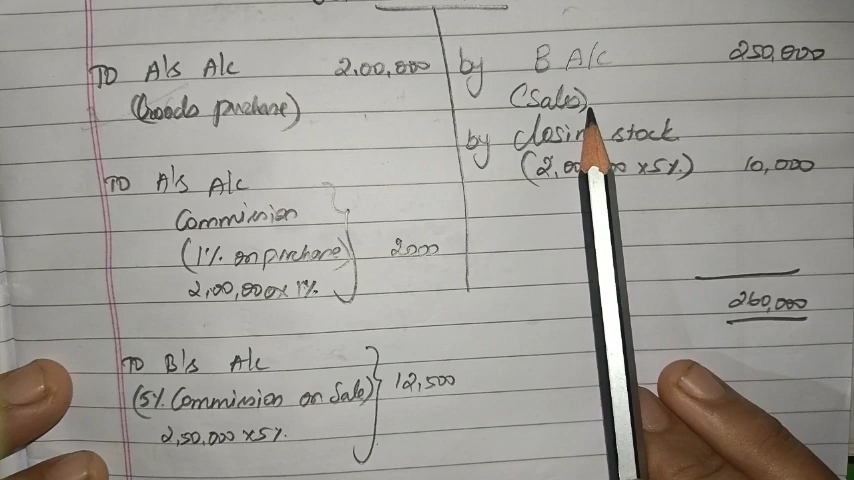 To A's A/c 2,00,000
(Goods purchase)
To A's A/c
Commission
(1% on purchase) 2000
2,00,000 x 1%
To B's A/c
(5% Commission on Sale) 12,500
2,50,000 x 5%
by B A/c 250,000
(Sales)
by closing stock
x 5%) 10,000
260,000